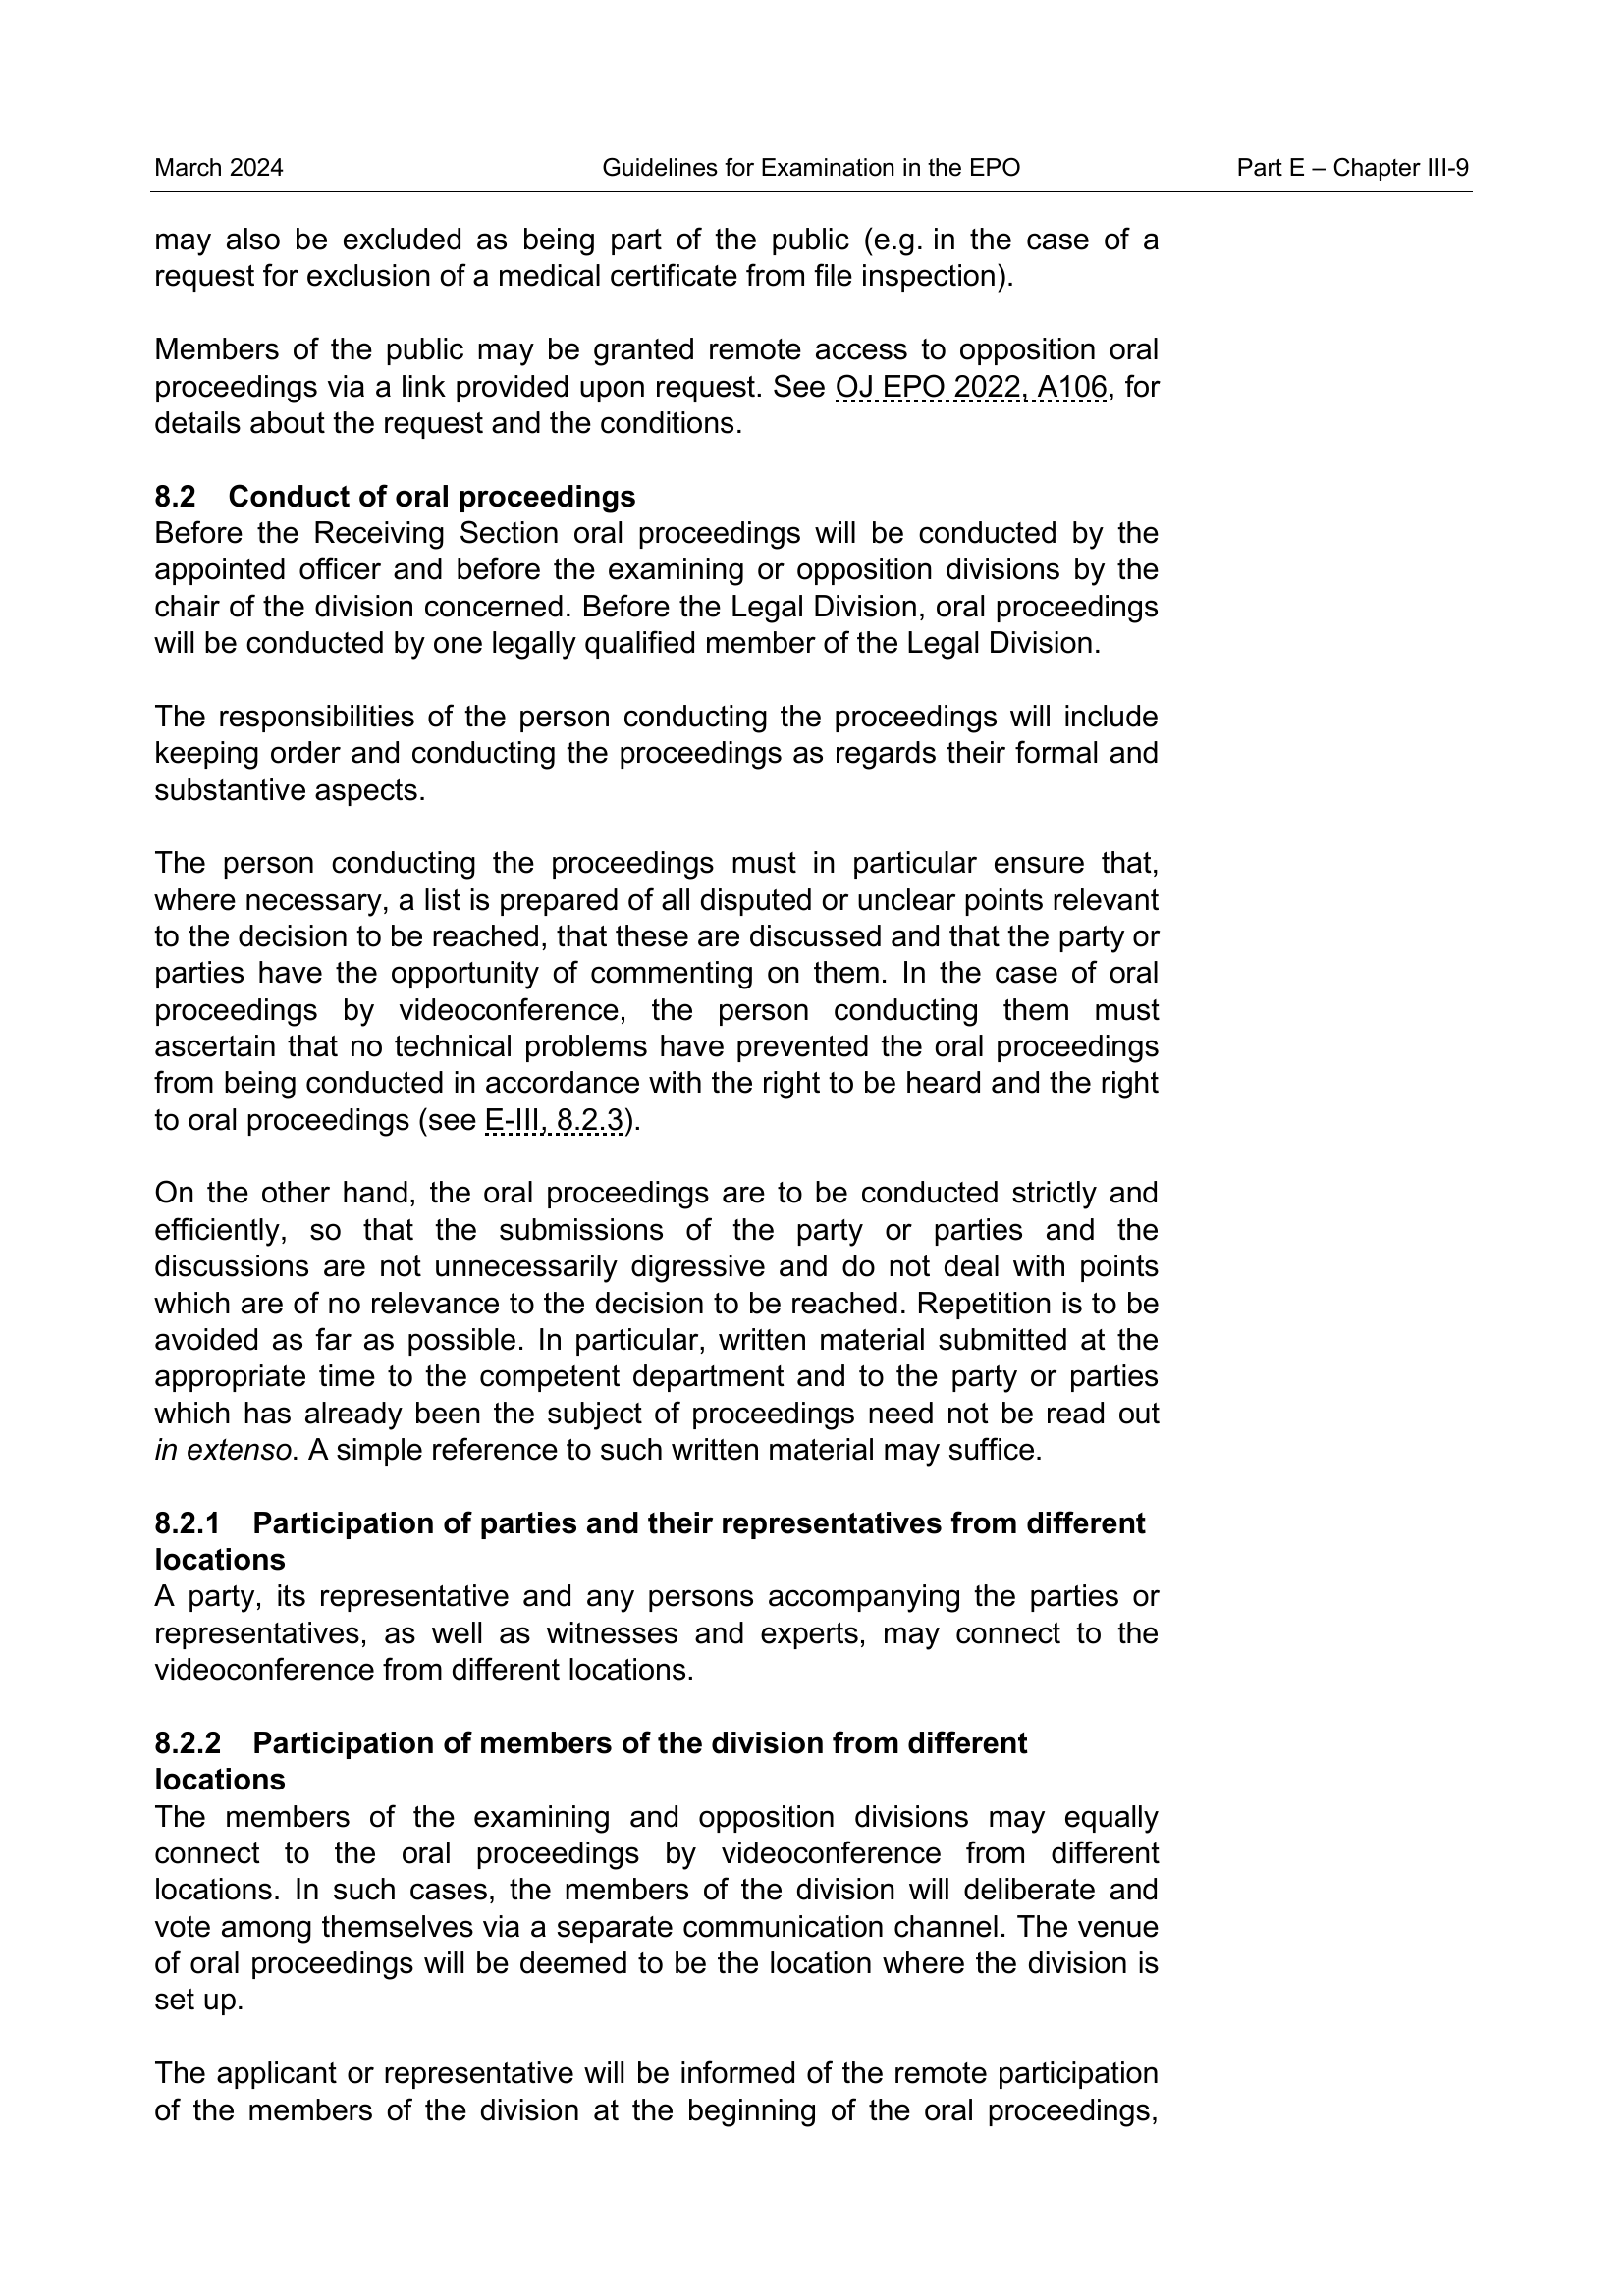 March 2024 Guidelines for Examination in the EPO Part E – Chapter III-9
may also be excluded as being part of the public (e.g. in the case of a
request for exclusion of a medical certificate from file inspection).
Members of the public may be granted remote access to opposition oral
proceedings via a link provided upon request. See OJ EPO 2022, A106, for
details about the request and the conditions.
8.2 Conduct of oral proceedings
Before the Receiving Section oral proceedings will be conducted by the
appointed officer and before the examining or opposition divisions by the
chair of the division concerned. Before the Legal Division, oral proceedings
will be conducted by one legally qualified member of the Legal Division.
The responsibilities of the person conducting the proceedings will include
keeping order and conducting the proceedings as regards their formal and
substantive aspects.
The person conducting the proceedings must in particular ensure that,
where necessary, a list is prepared of all disputed or unclear points relevant
to the decision to be reached, that these are discussed and that the party or
parties have the opportunity of commenting on them. In the case of oral
proceedings by videoconference, the person conducting them must
ascertain that no technical problems have prevented the oral proceedings
from being conducted in accordance with the right to be heard and the right
to oral proceedings (see E-III, 8.2.3).
On the other hand, the oral proceedings are to be conducted strictly and
efficiently, so that the submissions of the party or parties and the
discussions are not unnecessarily digressive and do not deal with points
which are of no relevance to the decision to be reached. Repetition is to be
avoided as far as possible. In particular, written material submitted at the
appropriate time to the competent department and to the party or parties
which has already been the subject of proceedings need not be read out
in extenso. A simple reference to such written material may suffice.
8.2.1 Participation of parties and their representatives from different
locations
A party, its representative and any persons accompanying the parties or
representatives, as well as witnesses and experts, may connect to the
videoconference from different locations.
8.2.2 Participation of members of the division from different
locations
The members of the examining and opposition divisions may equally
connect to the oral proceedings by videoconference from different
locations. In such cases, the members of the division will deliberate and
vote among themselves via a separate communication channel. The venue
of oral proceedings will be deemed to be the location where the division is
set up.
The applicant or representative will be informed of the remote participation
of the members of the division at the beginning of the oral proceedings,